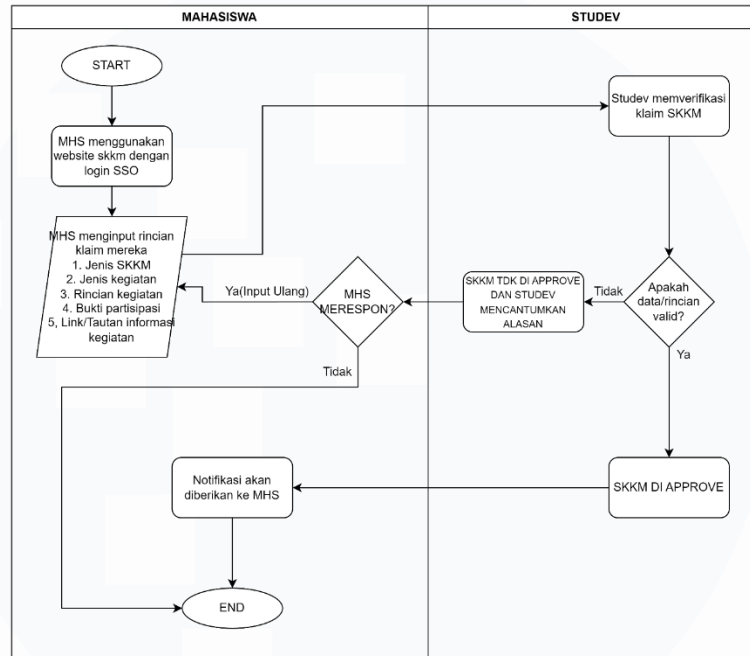 MAHASISWA
STUDEV
START
MHS menggunakan
website skkm dengan
login SSO
MHS menginput rincian
klaim mereka
1. Jenis SKKM
2. Jenis kegiatan
3. Rincian kegiatan
4. Bukti partisipasi
5, Link/Tautan informasi
kegiatan
Studev memverifikasi
klaim SKKM
Apakah
data/rincian
valid?
Tidak
SKKM TDK DI APPROVE
DAN STUDEV
MENCANTUMKAN
ALASAN
MHS
MERESPON?
Ya(Input Ulang)
Tidak
Ya
SKKM DI APPROVE
Notifikasi akan
diberikan ke MHS
END